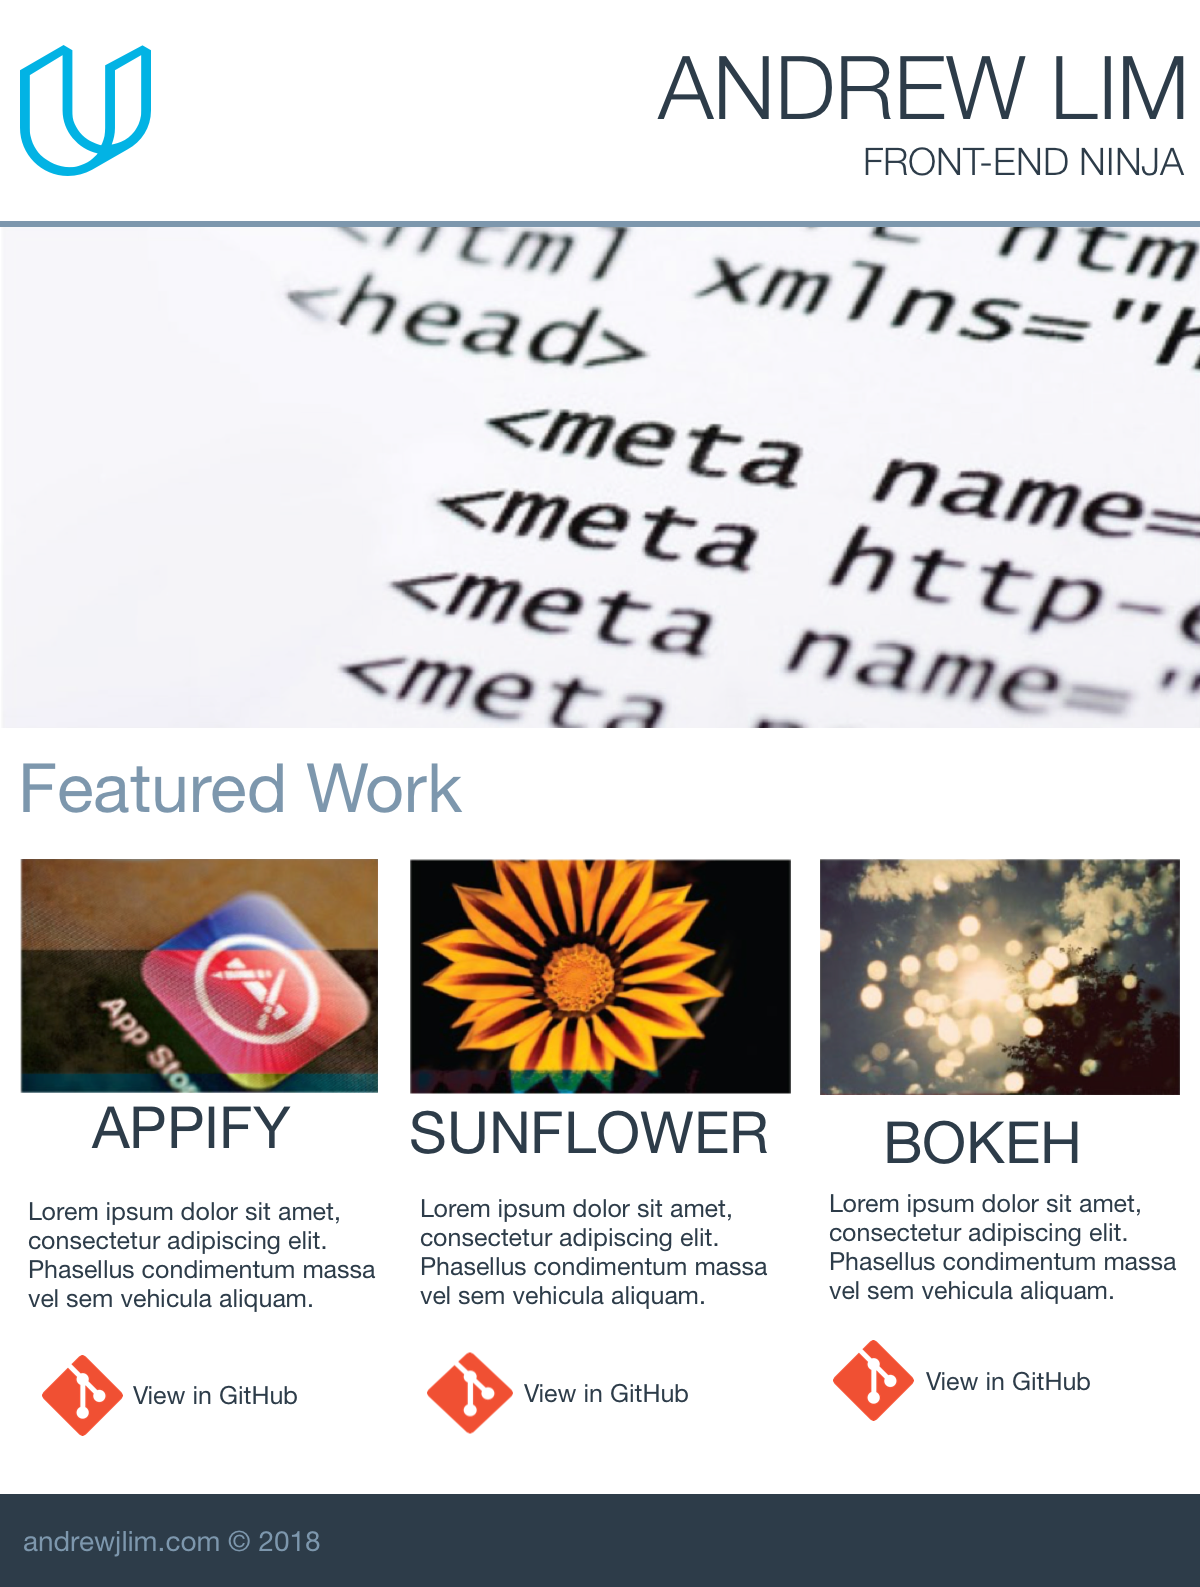 ANDREW LIM
FRONT-END NINJA
<html
<head>
xmlns="h
htm
<meta name=
<meta http-e
<meta name="
<meta
Featured Work
App Stor
APPIFY
Lorem ipsum dolor sit amet,
consectetur adipiscing elit.
Phasellus condimentum massa
vel sem vehicula aliquam.
View in GitHub
SUNFLOWER
Lorem ipsum dolor sit amet,
consectetur adipiscing elit.
Phasellus condimentum massa
vel sem vehicula aliquam.
View in GitHub
BOKEH
Lorem ipsum dolor sit amet,
consectetur adipiscing elit.
Phasellus condimentum massa
vel sem vehicula aliquam.
View in GitHub
andrewjlim.com © 2018